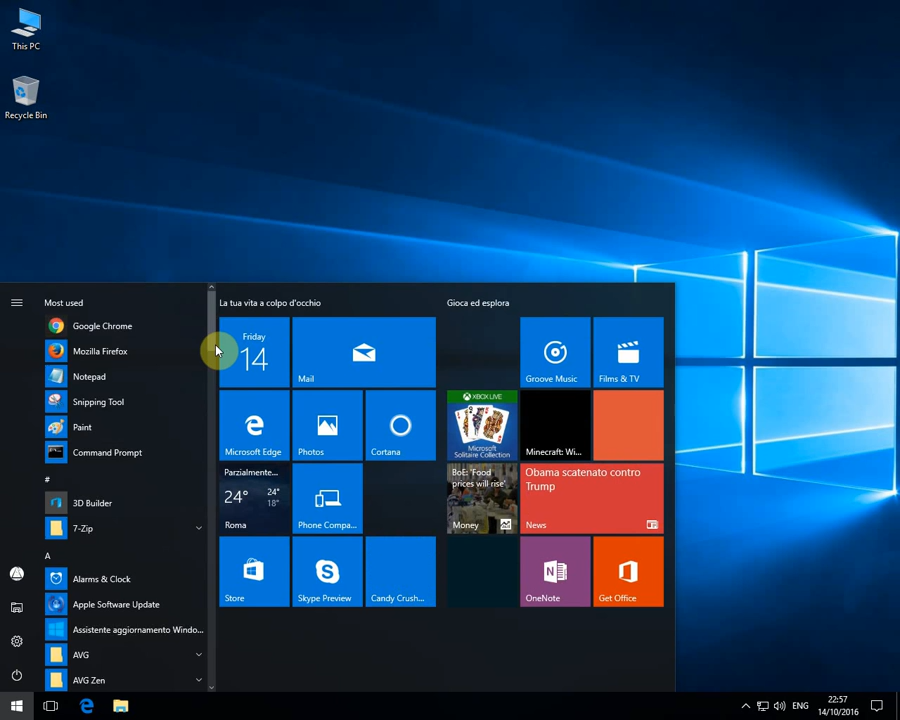 This PC
Recycle Bin
Most used
Google Chrome
Mozilla Firefox
Notepad
Snipping Tool
Paint
Command Prompt
#
3D Builder
7-Zip
A
Alarms & Clock
Apple Software Update
Assistente aggiornamento Windo...
AVG
AVG Zen
La tua vita a colpo d'occhio
Friday
14
Mail
Microsoft Edge
Photos
Cortana
Parzialmente...
24° 24°
18°
Roma
Phone Compa...
Store
Skype Preview
Candy Crush...
Gioca ed esplora
Groove Music
Films & TV
XBOX LIVE
Microsoft
Solitaire Collection
Minecraft: Wi...
BoE: 'Food
prices will rise'
Money
Obama scatenato contro
Trump
News
OneNote
Get Office
ENG
22:57
14/10/2016